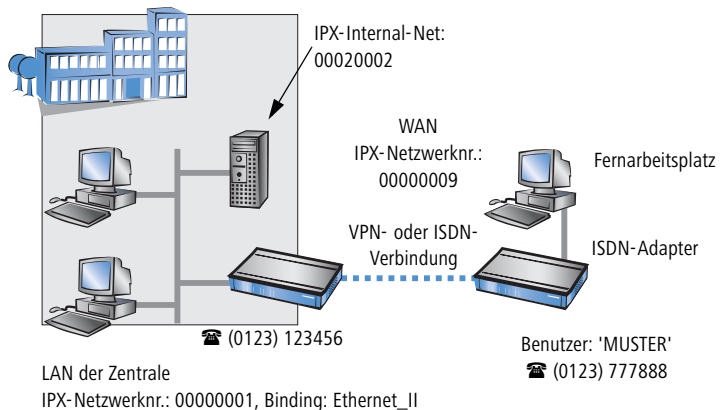 IPX-Internal-Net:
00020002
WAN
IPX-Netzwerknr.:
00000009
Fernarbeitsplatz
VPN- oder ISDN-
Verbindung
ISDN-Adapter
☎ (0123) 123456
Benutzer: 'MUSTER'
☎ (0123) 777888
LAN der Zentrale
IPX-Netzwerknr.: 00000001, Binding: Ethernet_II